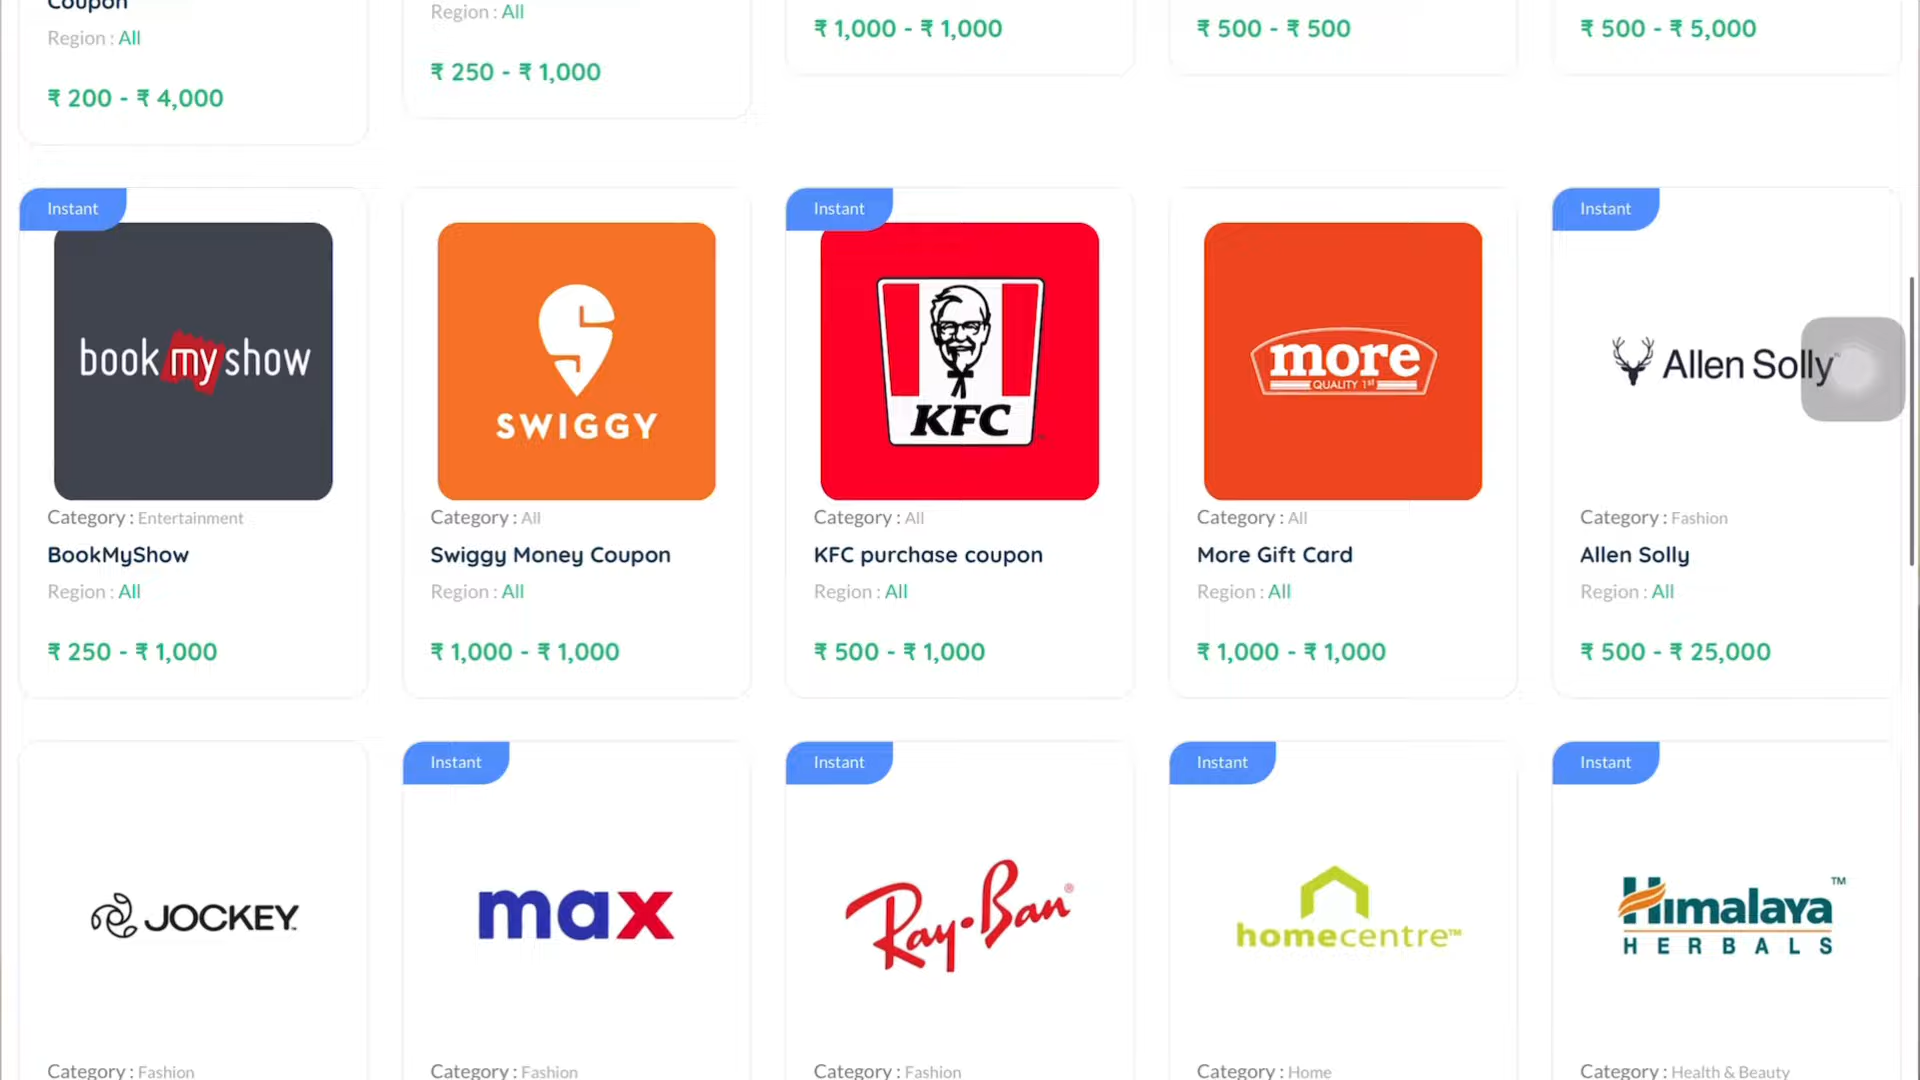 Coupon
Region : All
₹ 200 - ₹ 4,000
Region : All
₹ 250 - ₹ 1,000
₹ 1,000 - ₹ 1,000
₹ 500 - ₹ 500
₹ 500 - ₹ 5,000
Instant
book my show
Category : Entertainment
BookMyShow
Region : All
₹ 250 - ₹ 1,000
SWIGGY
Category : All
Swiggy Money Coupon
Region : All
₹ 1,000 - ₹ 1,000
Instant
KFC
Category : All
KFC purchase coupon
Region : All
₹ 500 - ₹ 1,000
more
QUALITY 1st
Category : All
More Gift Card
Region : All
₹ 1,000 - ₹ 1,000
Instant
Allen Solly
Category : Fashion
Allen Solly
Region : All
₹ 500 - ₹ 25,000
JOCKEY
Category : Fashion
Instant
max
Category : Fashion
Instant
Ray-Ban®
Category : Fashion
Instant
homecentre™
Category : Home
Instant
Himalaya™
HERBALS
Category : Health & Beauty